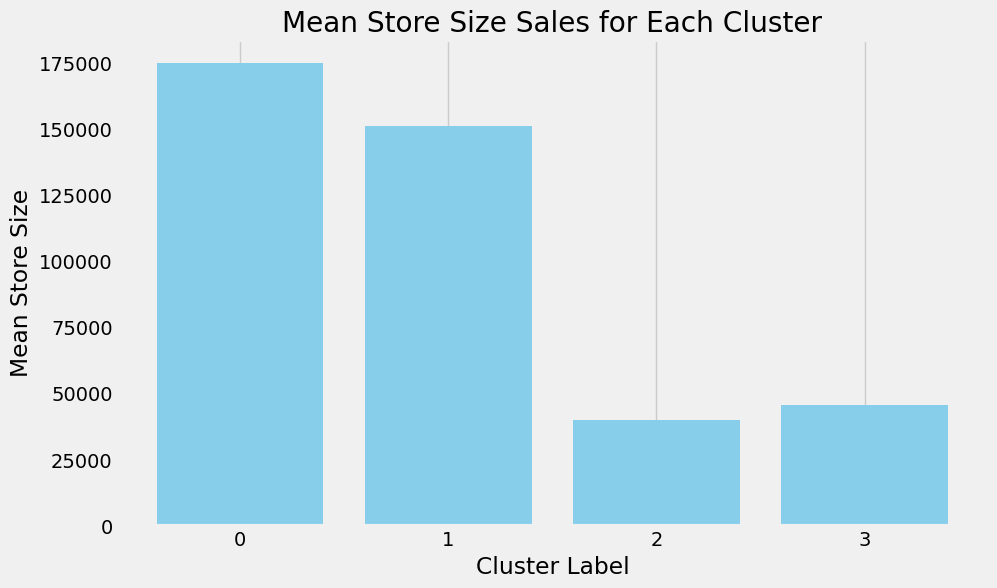 Mean Store Size Sales for Each Cluster
175000
150000
125000
100000
75000
50000
25000
0
Mean Store Size
0 1 2 3
Cluster Label